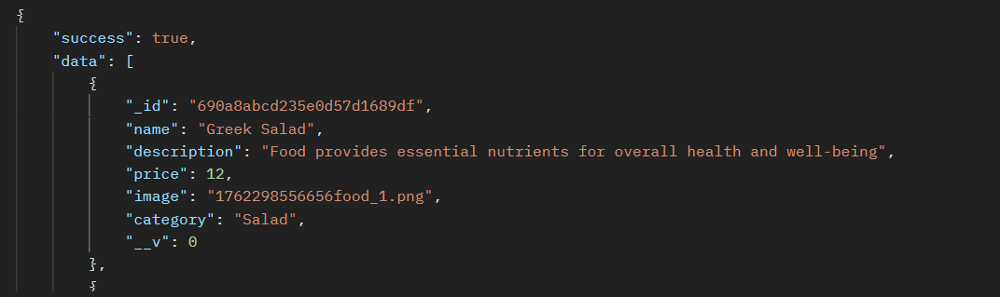 {
"success": true,
"data": [
{
"_id": "690a8abcd235e0d57d1689df",
"name": "Greek Salad",
"description": "Food provides essential nutrients for overall health and well-being",
"price": 12,
"image": "1762298556656food_1.png",
"category": "Salad",
"__v": 0
},
{